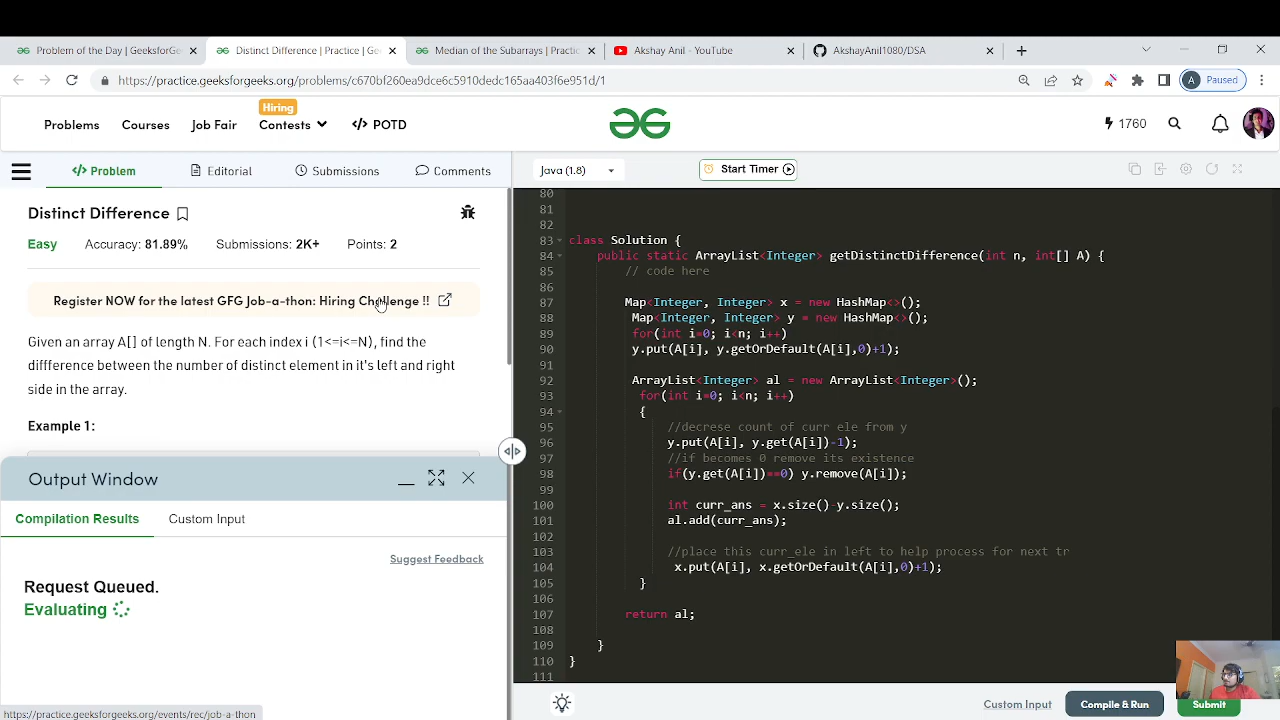 Problem of the Day | GeeksforGeeks
Distinct Difference | Practice | Ge
Median of the Subarrays | Practic
Akshay Anil - YouTube
AkshayAnil1080/DSA
https://practice.geeksforgeeks.org/problems/c670bf260ea9dce6c5910dedc165aa403f6e951d/1
A Paused
Hiring
Problems Courses Job Fair Contests </> POTD
1760
</> Problem Editorial Submissions Comments
Java (1.8) Start Timer
Distinct Difference
Easy Accuracy: 81.89% Submissions: 2K+ Points: 2
Register NOW for the latest GFG Job-a-thon: Hiring Challenge !!
Given an array A[] of length N. For each index i (1<=i<=N), find the
difference between the number of distinct element in it's left and right
side in the array.
Example 1:
Output Window
Compilation Results Custom Input
Suggest Feedback
Request Queued.
Evaluating
https://practice.geeksforgeeks.org/events/rec/job-a-thon
80
81
82
83 class Solution {
84 public static ArrayList<Integer> getDistinctDifference(int n, int[] A) {
85 // code here
86
87 Map<Integer, Integer> x = new HashMap<>();
88 Map<Integer, Integer> y = new HashMap<>();
89 for(int i=0; i<n; i++)
90 y.put(A[i], y.getOrDefault(A[i],0)+1);
91
92 ArrayList<Integer> al = new ArrayList<Integer>();
93 for(int i=0; i<n; i++)
94 {
95 //decrese count of curr ele from y
96 y.put(A[i], y.get(A[i])-1);
97 //if becomes 0 remove its existence
98 if(y.get(A[i])==0) y.remove(A[i]);
99
100 int curr_ans = x.size()-y.size();
101 al.add(curr_ans);
102
103 //place this curr_ele in left to help process for next tr
104 x.put(A[i], x.getOrDefault(A[i],0)+1);
105 }
106
107 return al;
108
109 }
110 }
111
Custom Input Compile & Run Submit